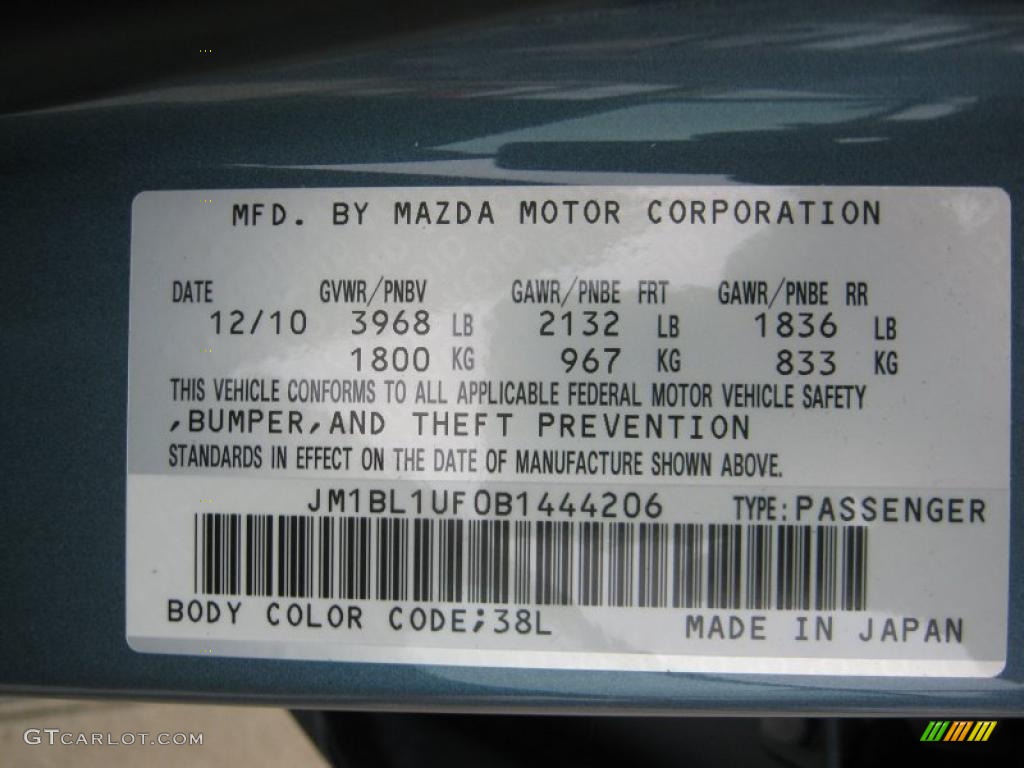 MFD. BY MAZDA MOTOR CORPORATION
DATE GVWR/PNBV GAWR/PNBE FRT GAWR/PNBE RR
12/10 3968 LB 2132 LB 1836 LB
1800 KG 967 KG 833 KG
THIS VEHICLE CONFORMS TO ALL APPLICABLE FEDERAL MOTOR VEHICLE SAFETY
,BUMPER,AND THEFT PREVENTION
STANDARDS IN EFFECT ON THE DATE OF MANUFACTURE SHOWN ABOVE.
JM1BL1UF0B1444206 TYPE:PASSENGER
BODY COLOR CODE;38L MADE IN JAPAN
GTCARLOT.COM